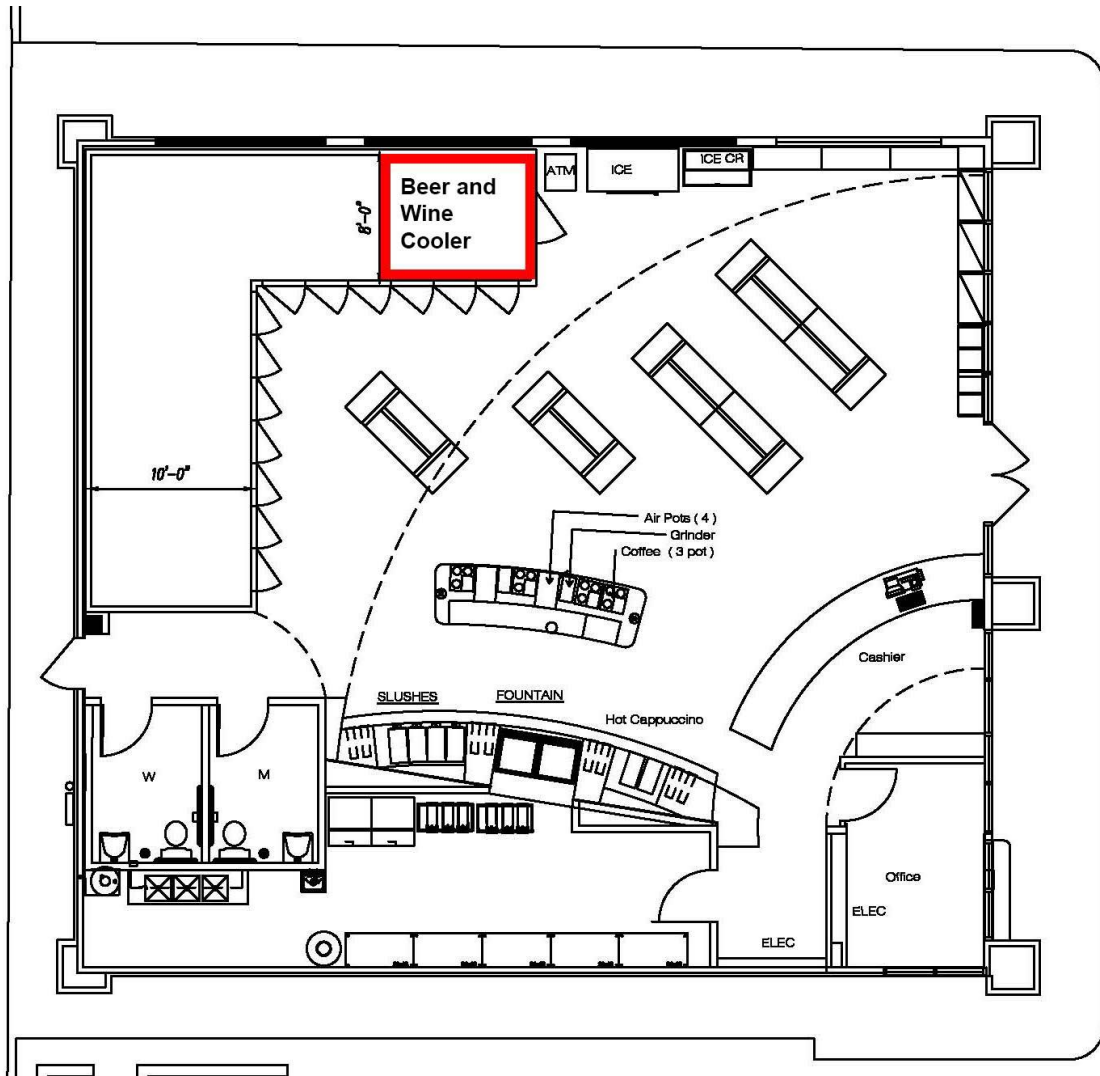 Beer and
Wine
Cooler
8'-0"
ATM
ICE
ICE CR
10'-0"
Air Pots ( 4 )
Grinder
Coffee ( 3 pot )
Cashier
SLUSHES
FOUNTAIN
Hot Cappuccino
W
M
Office
ELEC
ELEC